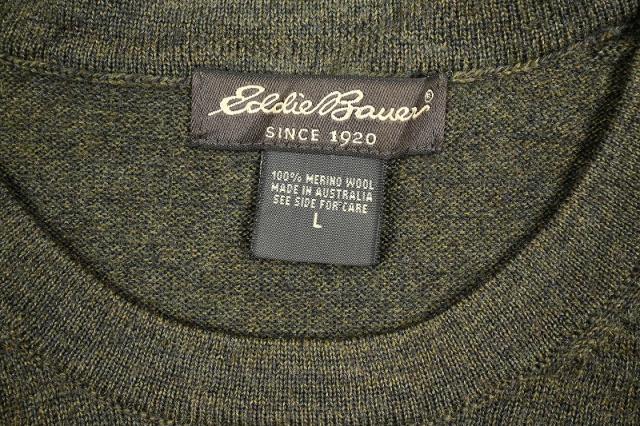 Eddie Bauer®
SINCE 1920
100% MERINO WOOL
MADE IN AUSTRALIA
SEE SIDE FOR CARE
L